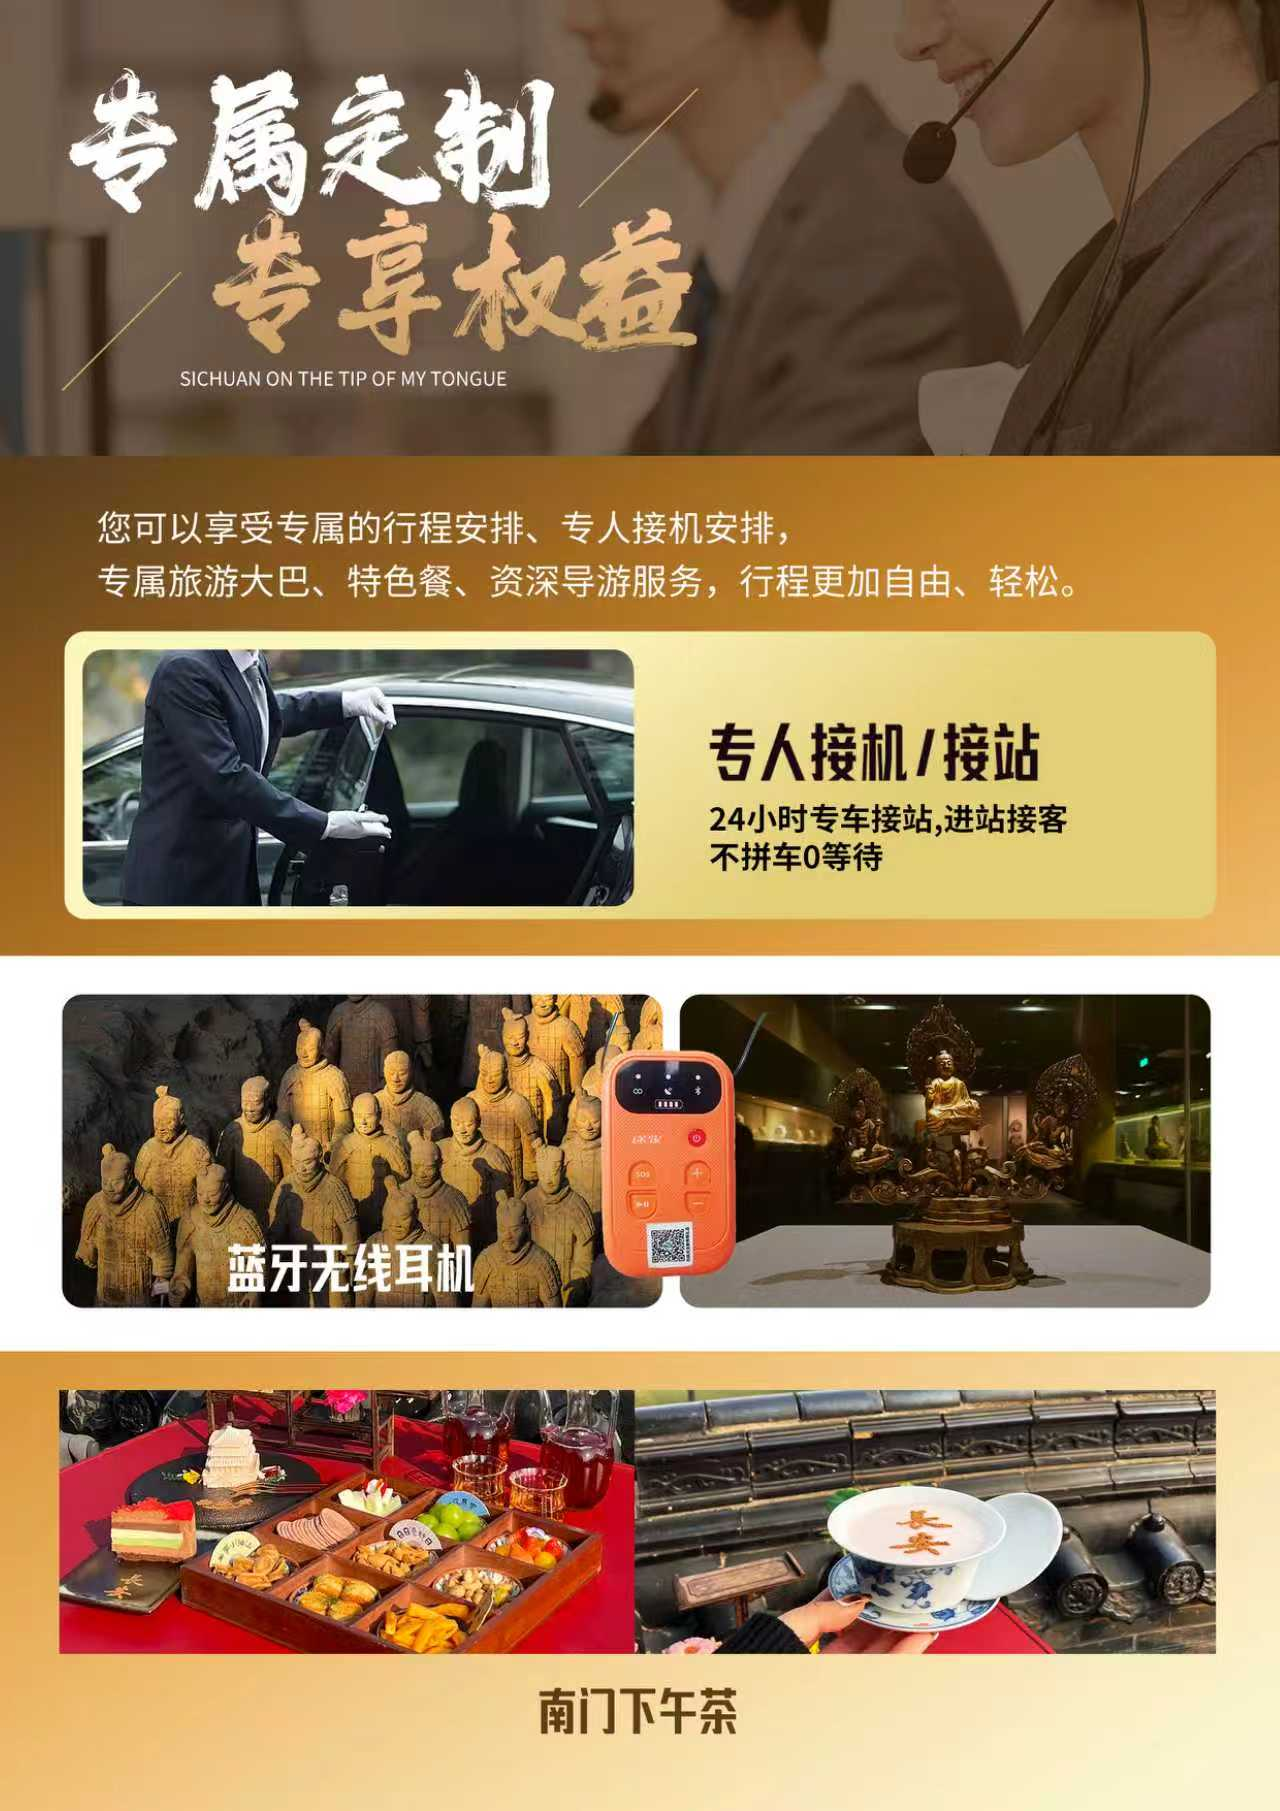 专属定制
专享权益
SICHUAN ON THE TIP OF MY TONGUE
您可以享受专属的行程安排、专人接机安排，
专属旅游大巴、特色餐、资深导游服务，行程更加自由、轻松。
专人接机/接站
24小时专车接站,进站接客
不拼车0等待
SOS
蓝牙无线耳机
长安
南门下午茶